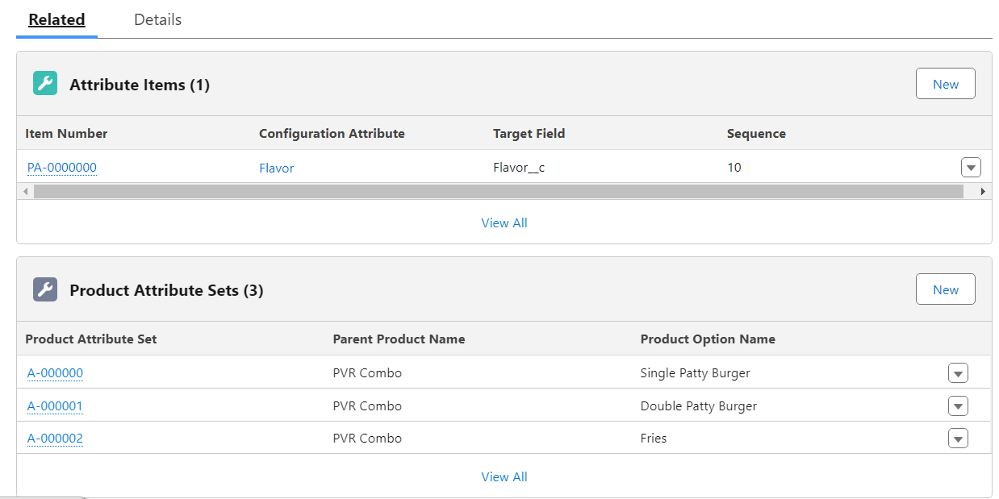 Related Details
Attribute Items (1) New
Item Number Configuration Attribute Target Field Sequence
PA-0000000 Flavor Flavor__c 10
View All
Product Attribute Sets (3) New
Product Attribute Set Parent Product Name Product Option Name
A-000000 PVR Combo Single Patty Burger
A-000001 PVR Combo Double Patty Burger
A-000002 PVR Combo Fries
View All